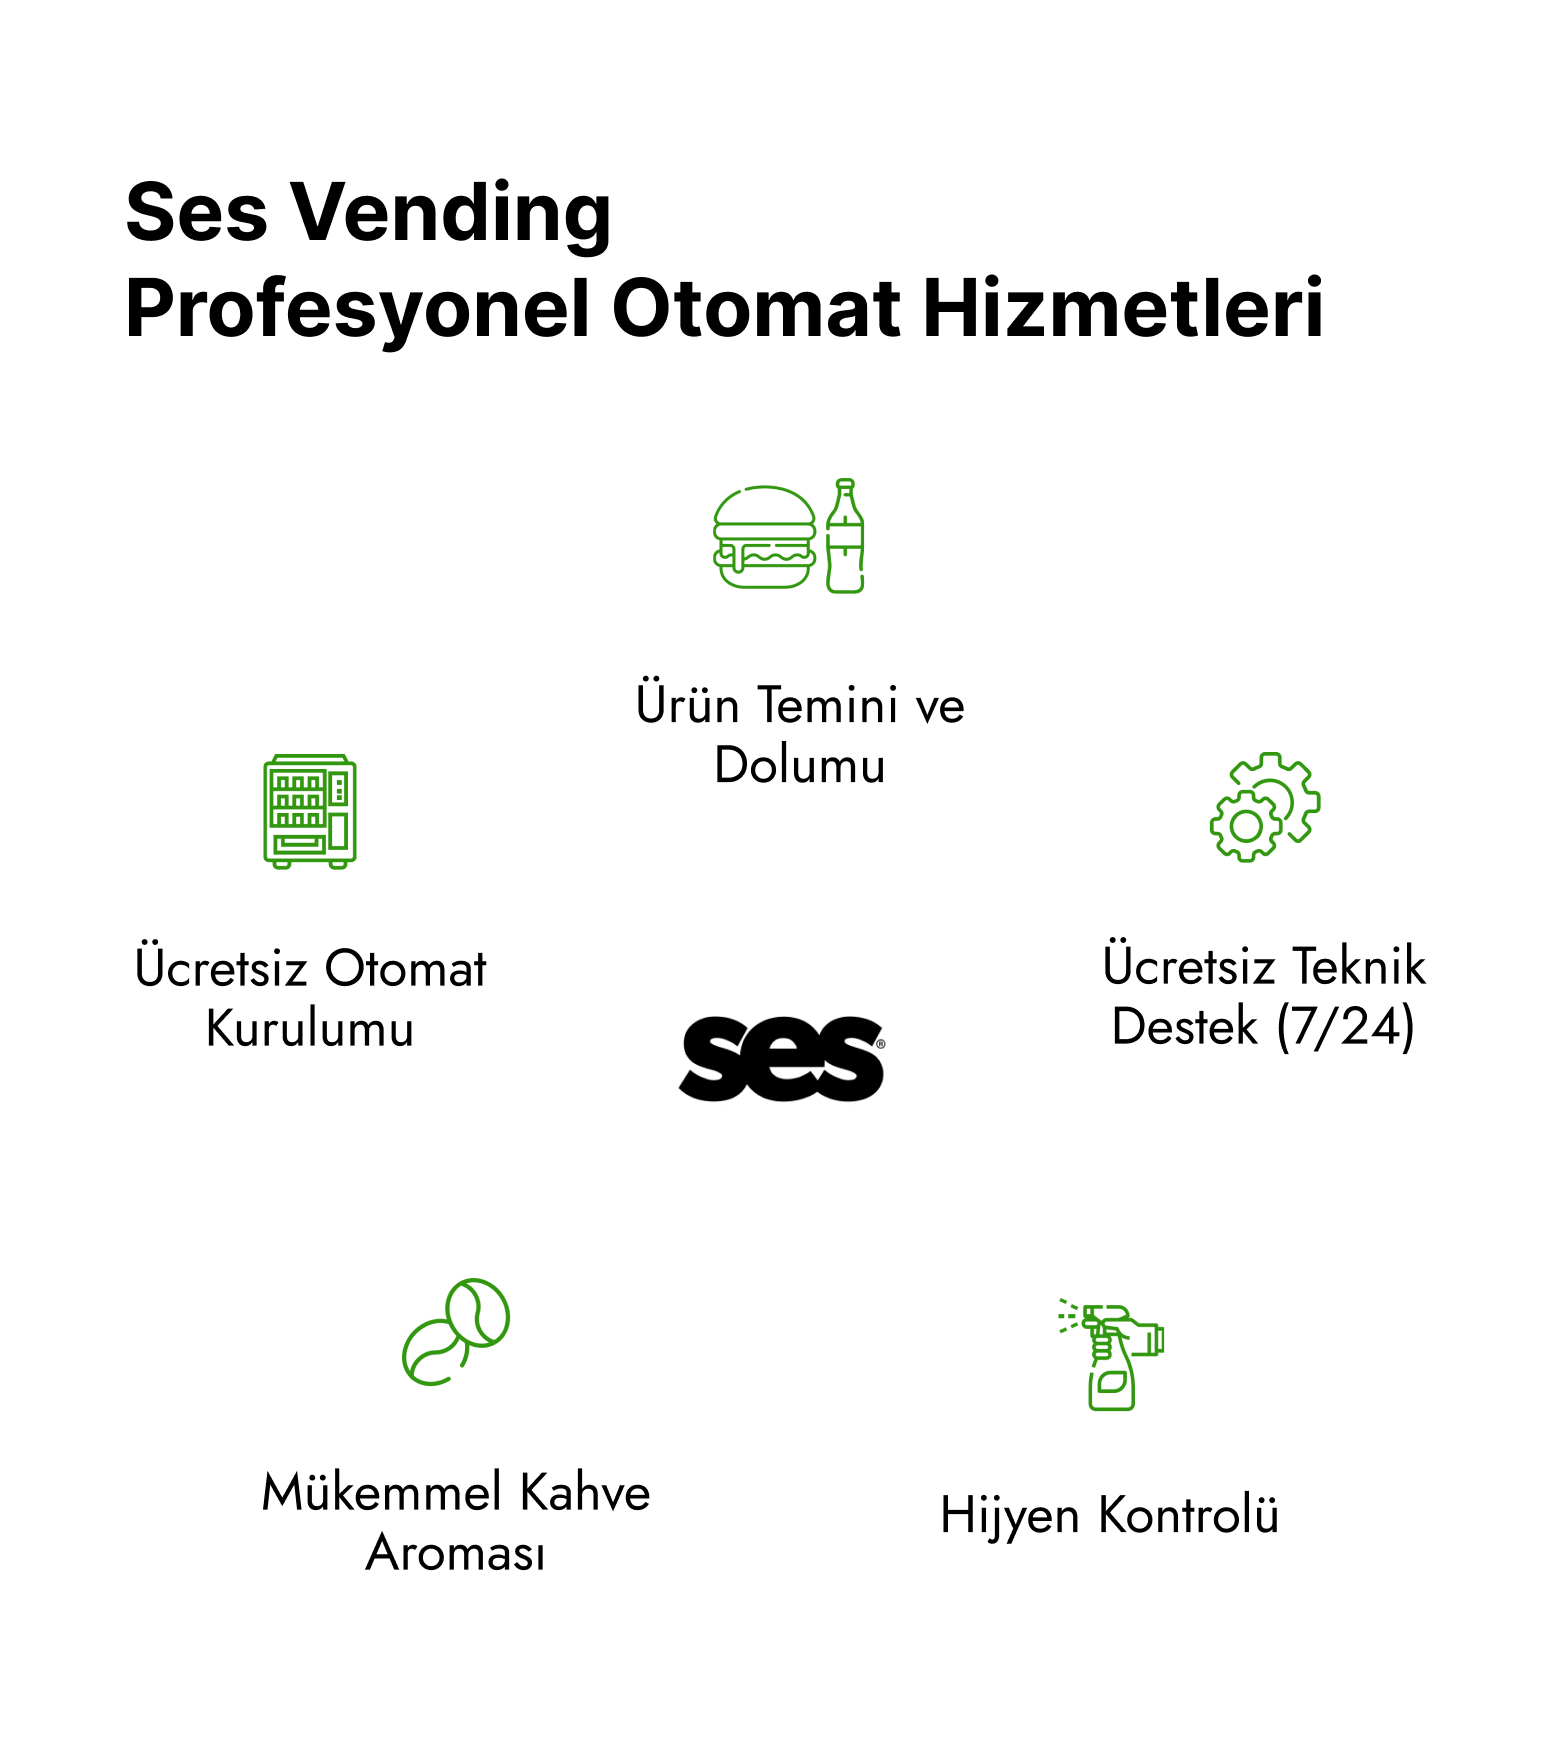 Ses Vending
Profesyonel Otomat Hizmetleri
Ürün Temini ve
Dolumu
Ücretsiz Otomat
Kurulumu
Ücretsiz Teknik
Destek (7/24)
ses®
Mükemmel Kahve
Aroması
Hijyen Kontrolü